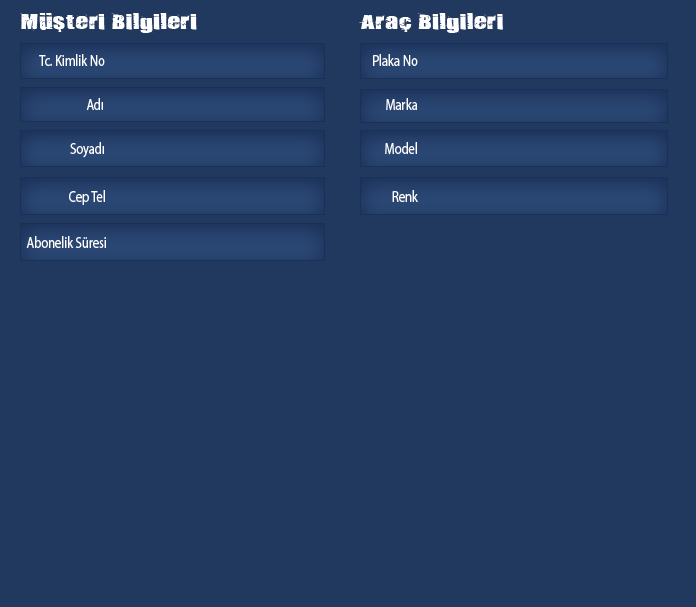 Müşteri Bilgileri
Tc. Kimlik No
Adı
Soyadı
Cep Tel
Abonelik Süresi
Araç Bilgileri
Plaka No
Marka
Model
Renk